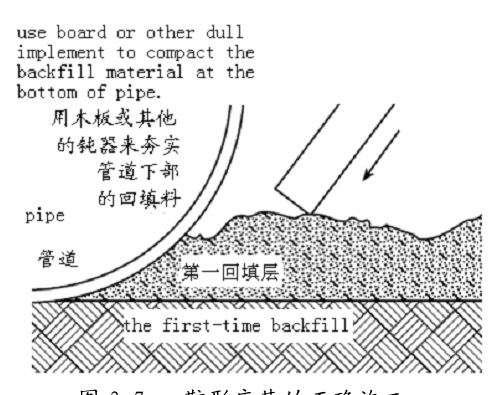 use board or other dull
implement to compact the
backfill material at the
bottom of pipe.
用木板或其他
的钝器来夯实
管道下部
的回填料
pipe
管道
第一回填层
the first-time backfill